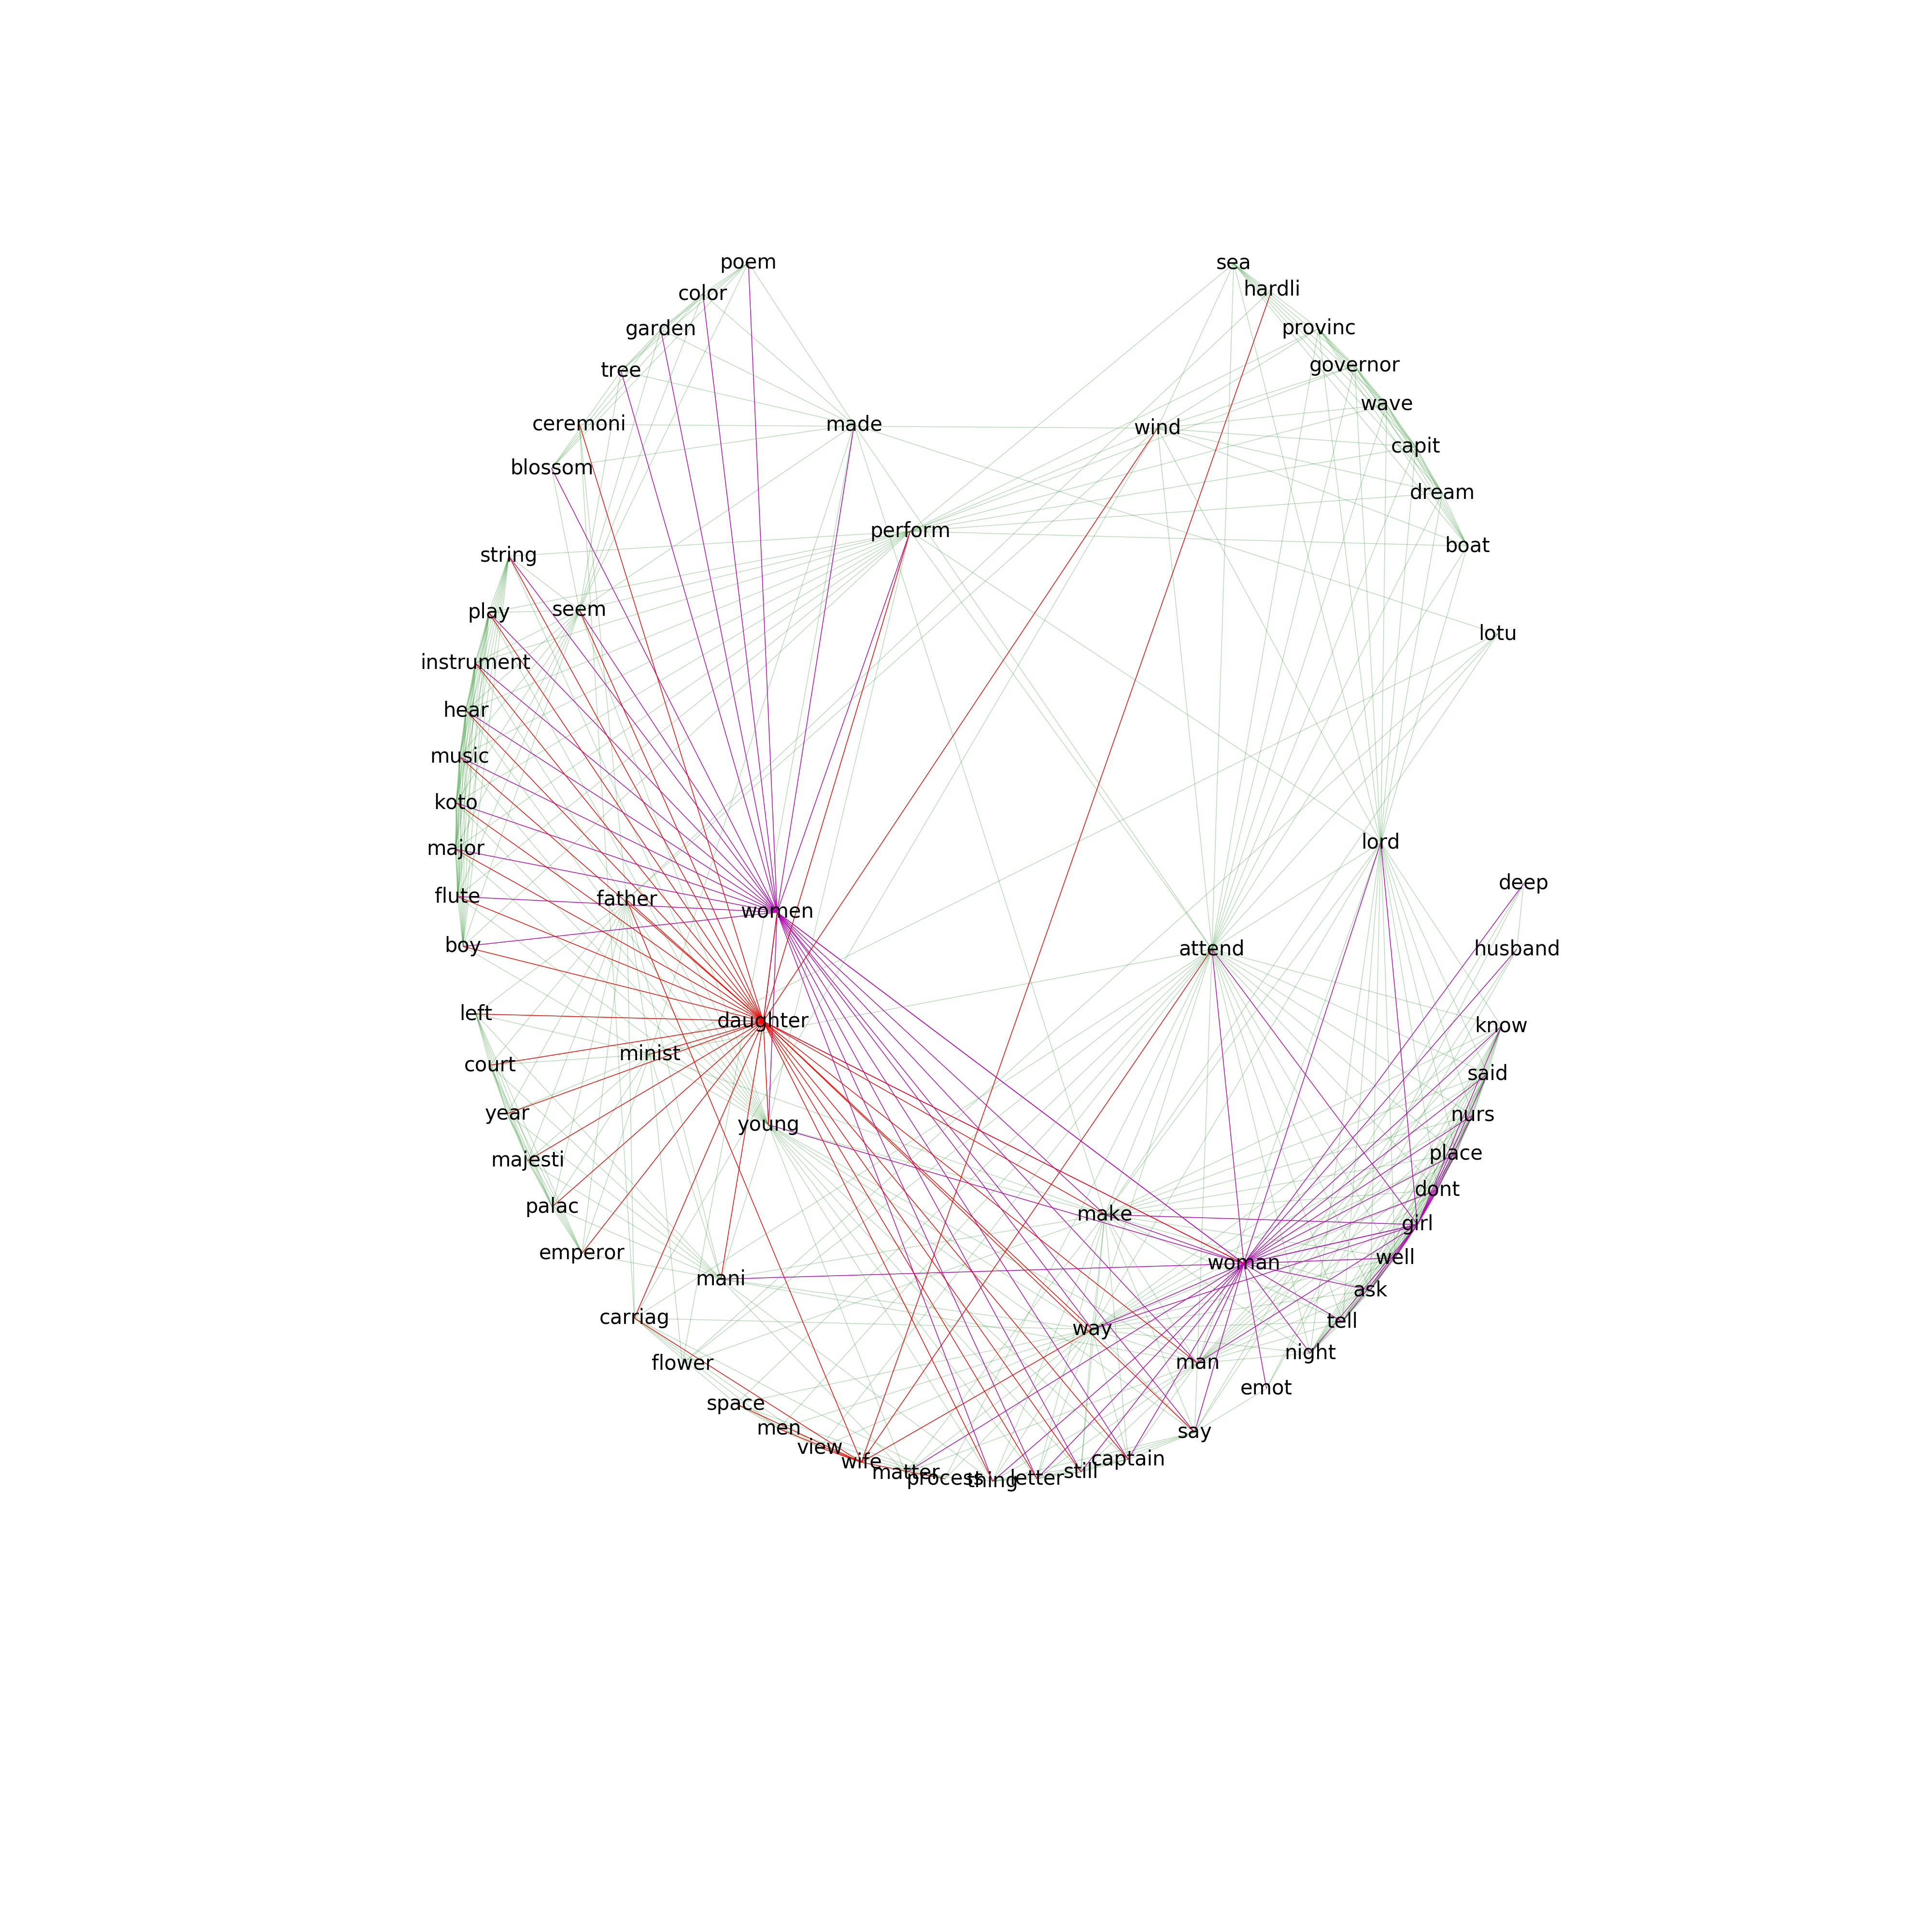 poem
sea
color
hardli
garden
provinc
tree
governor
wave
ceremoni
made
wind
capit
blossom
dream
perform
string
boat
play
seem
lotu
instrument
hear
music
koto
major
lord
flute
father
women
deep
boy
attend
husband
left
daughter
know
court
minist
said
year
young
nurs
majesti
place
palac
dont
make
girl
emperor
mani
woman
well
ask
carriag
way
tell
flower
man
night
space
emot
men
view
wife
say
matter
process
thing
letter
still
captain